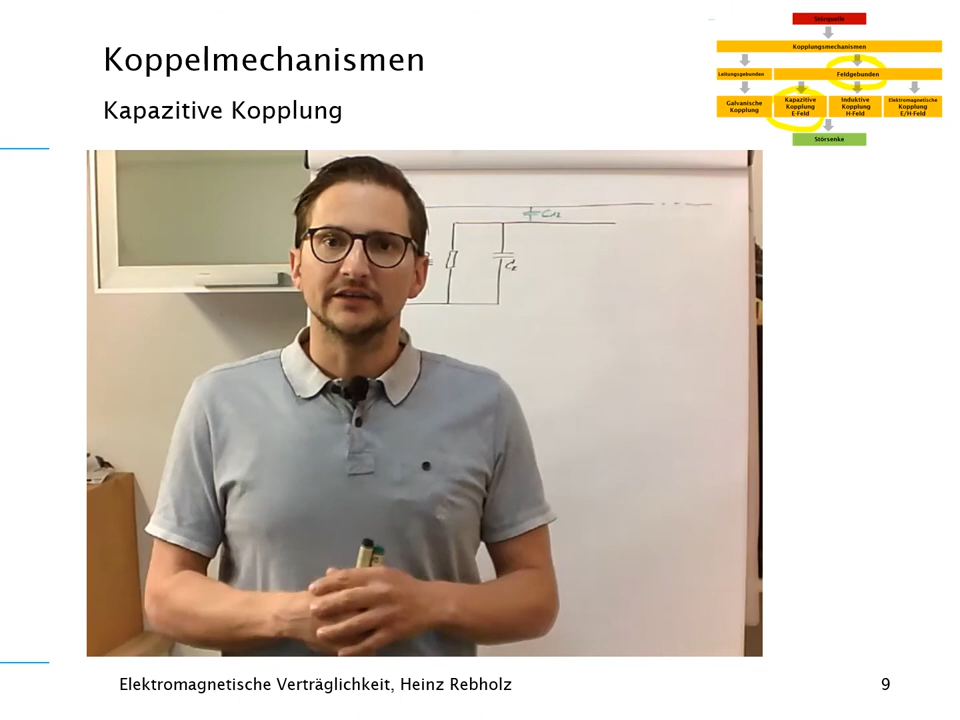 Koppelmechanismen
Kapazitive Kopplung
Störquelle
Kopplungsmechanismen
Leitungsgebunden
Feldgebunden
Galvanische
Kopplung
Kapazitive
Kopplung
E-Feld
Induktive
Kopplung
H-Feld
Elektromagnetische
Kopplung
E/H-Feld
Störsenke
C12
Elektromagnetische Verträglichkeit, Heinz Rebholz
9